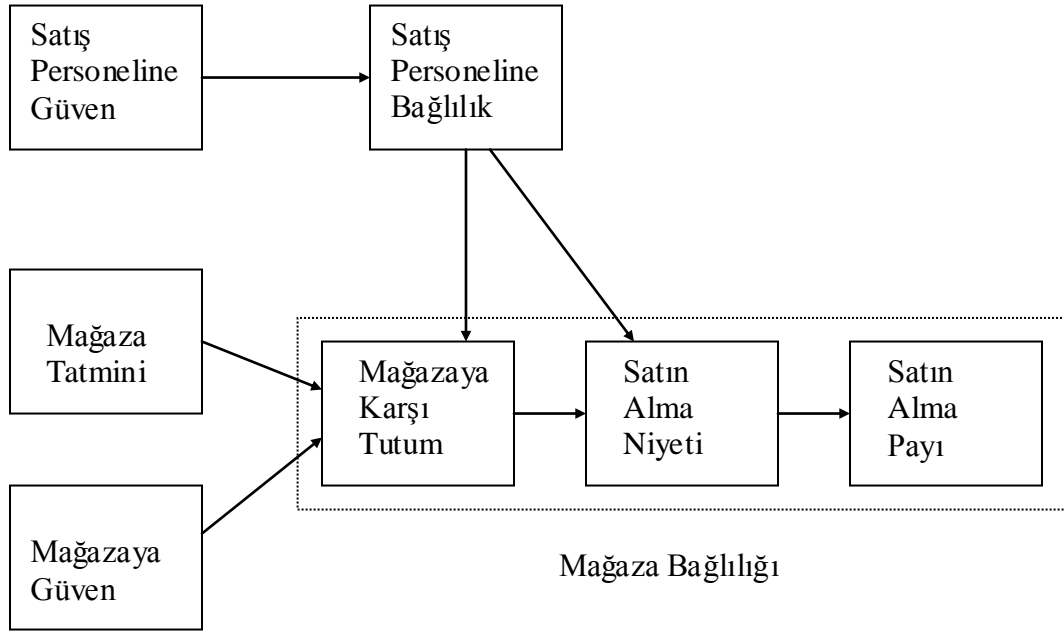 Satış
Personeline
Güven
Satış
Personeline
Bağlılık
Mağaza
Tatmini
Mağazaya
Karşı
Tutum
Satın
Alma
Niyeti
Satın
Alma
Payı
Mağazaya
Güven
Mağaza Bağlılığı